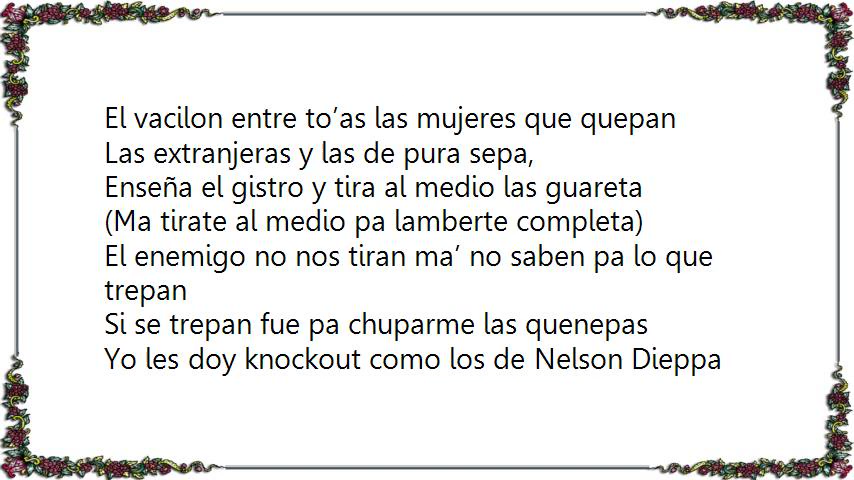 El vacilon entre to’as las mujeres que quepan
Las extranjeras y las de pura sepa,
Enseña el gistro y tira al medio las guareta
(Ma tirate al medio pa lamberte completa)
El enemigo no nos tiran ma’ no saben pa lo que
trepan
Si se trepan fue pa chuparme las quenepas
Yo les doy knockout como los de Nelson Dieppa